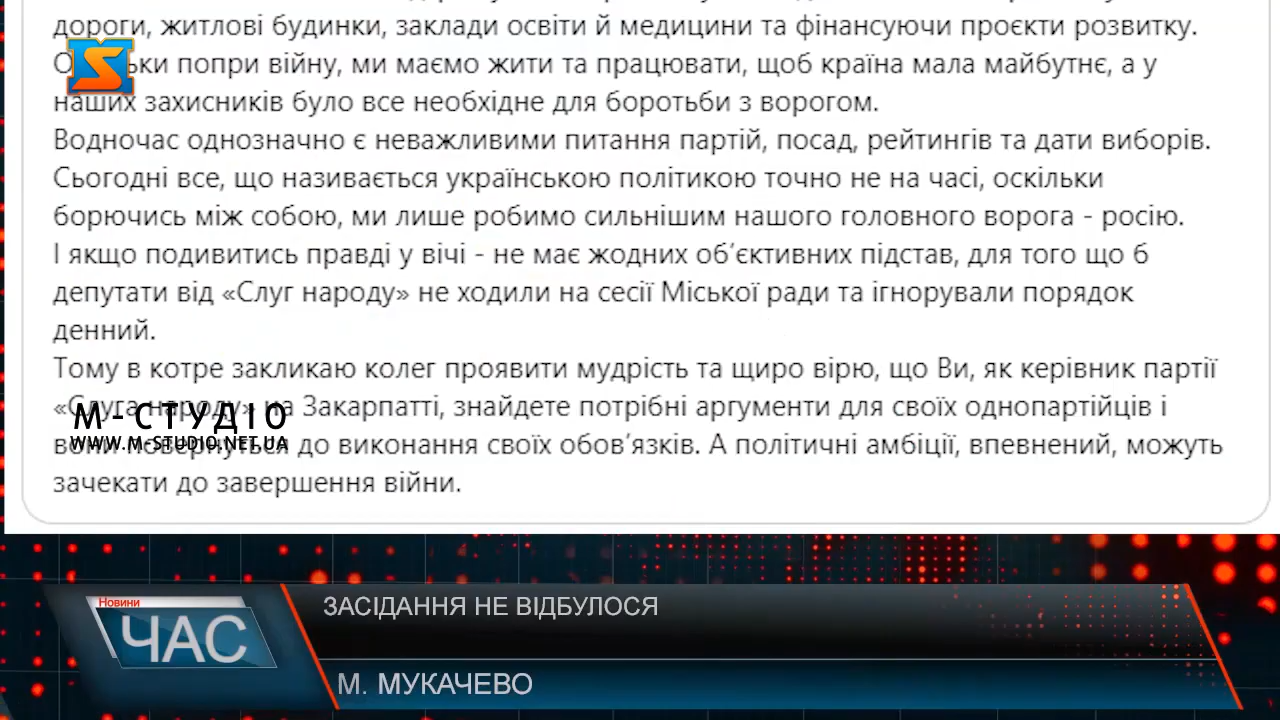 дороги, житлові будинки, заклади освіти й медицини та фінансуючи проєкти розвитку.
попри війну, ми маємо жити та працювати, щоб країна мала майбутнє, а у
наших захисників було все необхідне для боротьби з ворогом.
Водночас однозначно є неважливими питання партій, посад, рейтингів та дати виборів.
Сьогодні все, що називається українською політикою точно не на часі, оскільки
борючись між собою, ми лише робимо сильнішим нашого головного ворога - росію.
І якщо подивитись правді у вічі - не має жодних об’єктивних підстав, для того що б
депутати від «Слуг народу» не ходили на сесії Міської ради та ігнорували порядок
денний.
Тому в котре закликаю колег проявити мудрість та щиро вірю, що Ви, як керівник партії
«Слуга народу» на Закарпатті, знайдете потрібні аргументи для своїх однопартійців і
М-СТУДІО
вони повернуться до виконання своїх обов’язків. А політичні амбіції, впевнений, можуть
WWW.M-STUDIO.NET.UA
зачекати до завершення війни.
Новини
ЧАС
ЗАСІДАННЯ НЕ ВІДБУЛОСЯ
М. МУКАЧЕВО